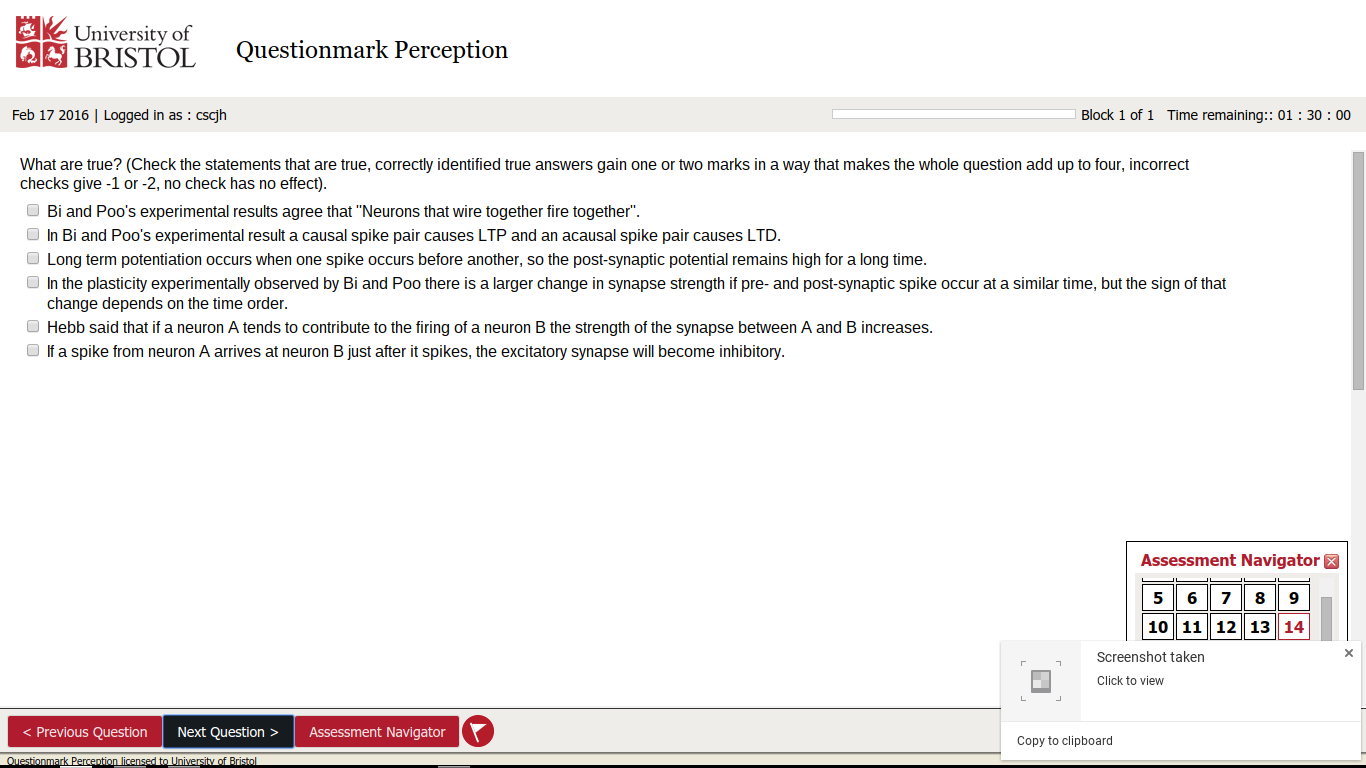 University of
BRISTOL
Questionmark Perception
Feb 17 2016 | Logged in as : cscjh
Block 1 of 1 Time remaining:: 01 : 30 : 00
What are true? (Check the statements that are true, correctly identified true answers gain one or two marks in a way that makes the whole question add up to four, incorrect
checks give -1 or -2, no check has no effect).
Bi and Poo's experimental results agree that "Neurons that wire together fire together".
In Bi and Poo's experimental result a causal spike pair causes LTP and an acausal spike pair causes LTD.
Long term potentiation occurs when one spike occurs before another, so the post-synaptic potential remains high for a long time.
In the plasticity experimentally observed by Bi and Poo there is a larger change in synapse strength if pre- and post-synaptic spike occur at a similar time, but the sign of that
change depends on the time order.
Hebb said that if a neuron A tends to contribute to the firing of a neuron B the strength of the synapse between A and B increases.
If a spike from neuron A arrives at neuron B just after it spikes, the excitatory synapse will become inhibitory.
Assessment Navigator
5 6 7 8 9
10 11 12 13 14
Screenshot taken
Click to view
Copy to clipboard
< Previous Question Next Question > Assessment Navigator
Questionmark Perception licensed to University of Bristol